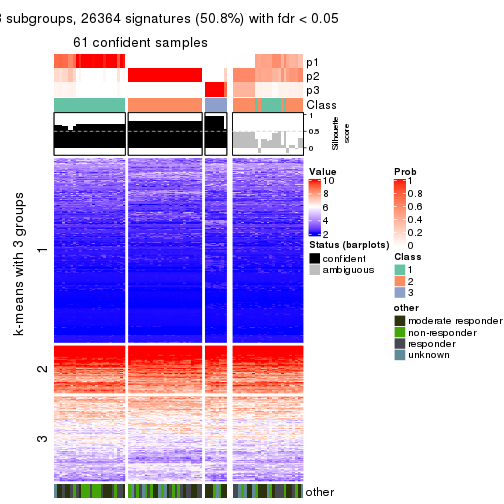 3 subgroups, 26364 signatures (50.8%) with fdr < 0.05
61 confident samples
p1
p2
p3
Class
1
0.5
0
Silhouette
score
k-means with 3 groups
1
2
3
other
Value
10
8
6
4
2
Status (barplots)
confident
ambiguous
Prob
1
0.8
0.6
0.4
0.2
0
Class
1
2
3
other
moderate responder
non-responder
responder
unknown